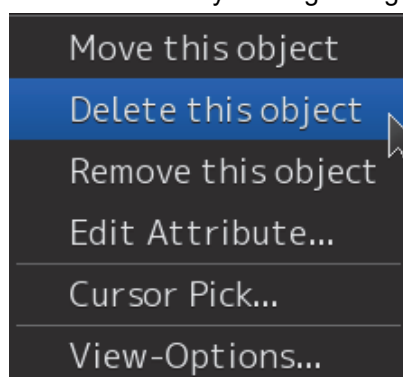 Move this object
Delete this object
Remove this object
Edit Attribute...
Cursor Pick...
View-Options...